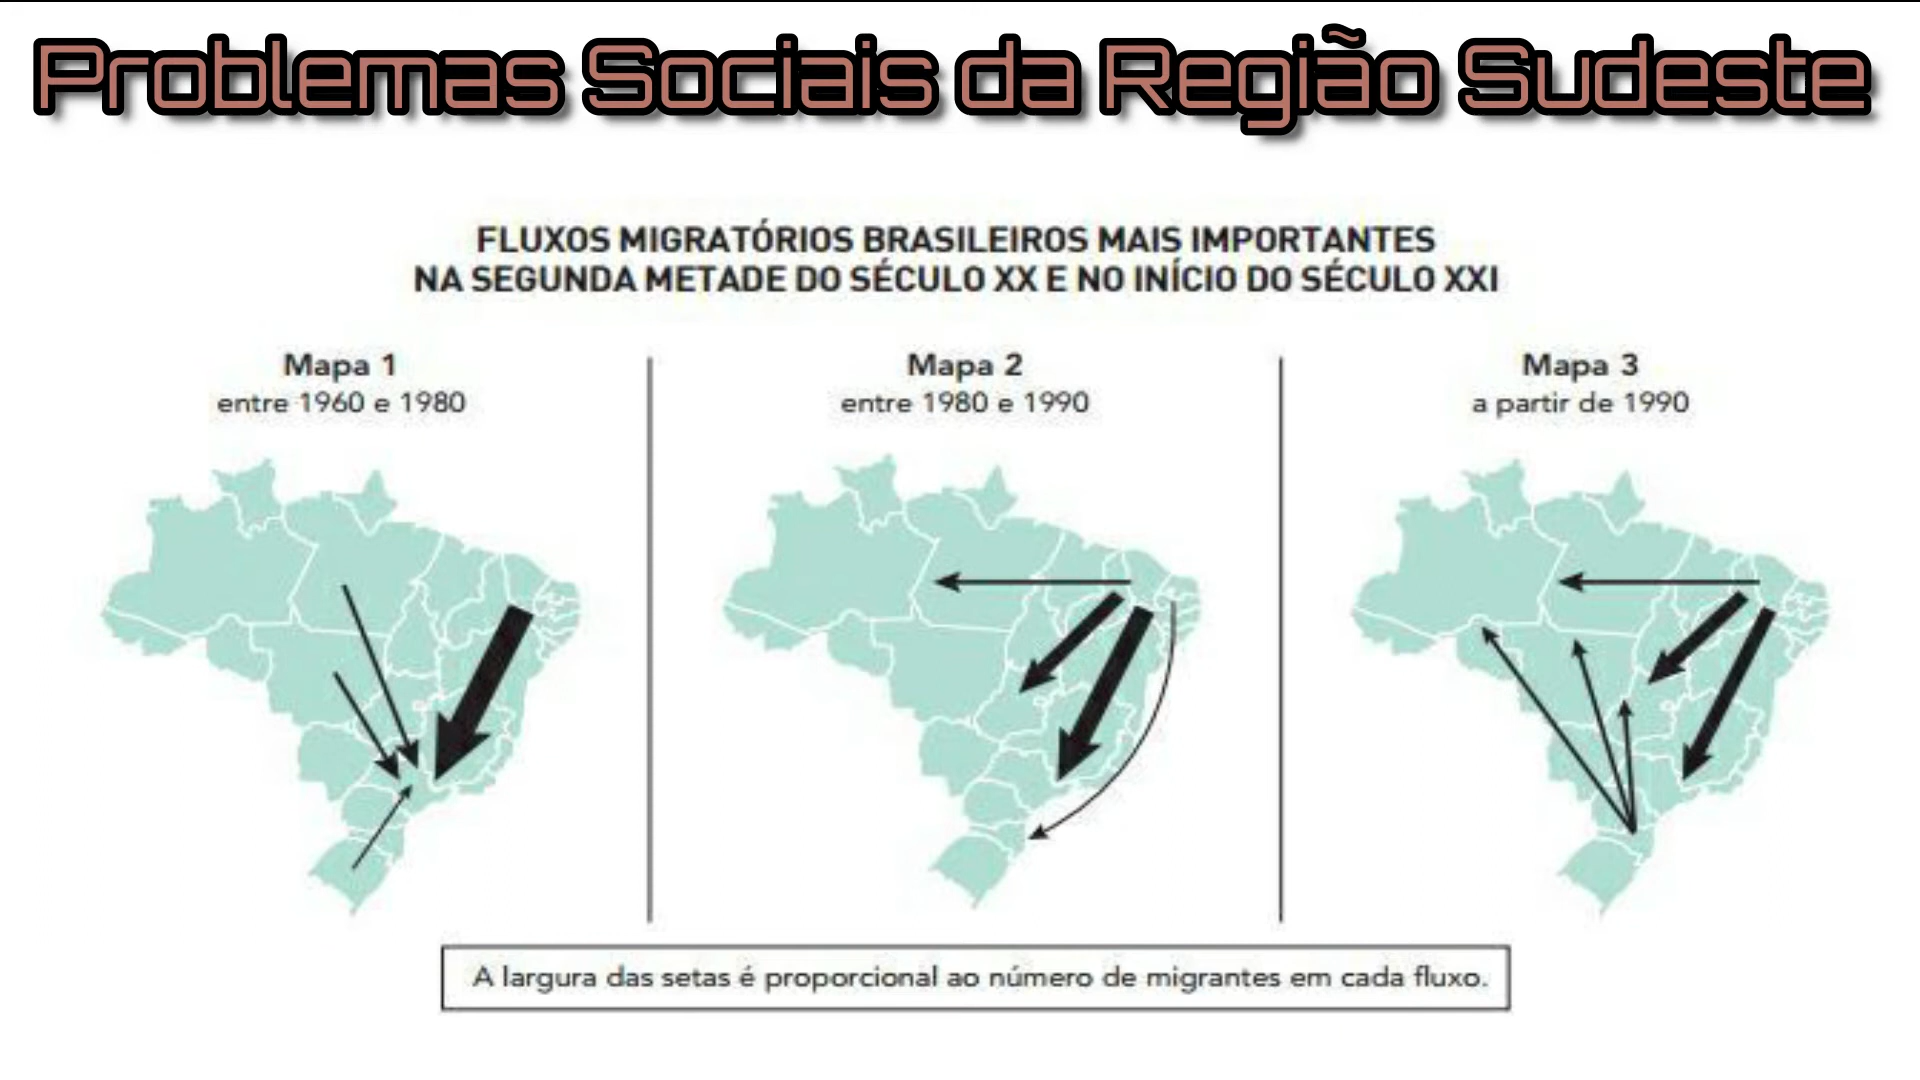 Problemas Sociais da Região Sudeste
FLUXOS MIGRATÓRIOS BRASILEIROS MAIS IMPORTANTES
NA SEGUNDA METADE DO SÉCULO XX E NO INÍCIO DO SÉCULO XXI
Mapa 1
entre 1960 e 1980
Mapa 2
entre 1980 e 1990
Mapa 3
a partir de 1990
A largura das setas é proporcional ao número de migrantes em cada fluxo.